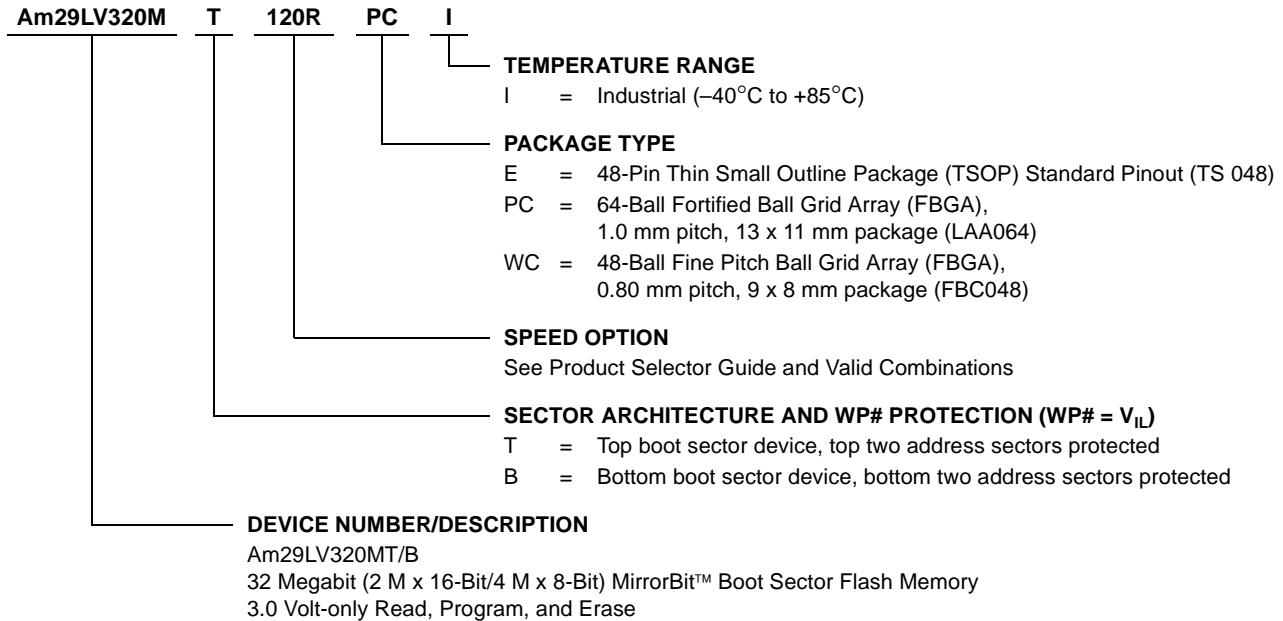 Am29LV320M T 120R PC I
TEMPERATURE RANGE
I = Industrial (–40°C to +85°C)
PACKAGE TYPE
E = 48-Pin Thin Small Outline Package (TSOP) Standard Pinout (TS 048)
PC = 64-Ball Fortified Ball Grid Array (FBGA),
1.0 mm pitch, 13 x 11 mm package (LAA064)
WC = 48-Ball Fine Pitch Ball Grid Array (FBGA),
0.80 mm pitch, 9 x 8 mm package (FBC048)
SPEED OPTION
See Product Selector Guide and Valid Combinations
SECTOR ARCHITECTURE AND WP# PROTECTION (WP# = VIL)
T = Top boot sector device, top two address sectors protected
B = Bottom boot sector device, bottom two address sectors protected
DEVICE NUMBER/DESCRIPTION
Am29LV320MT/B
32 Megabit (2 M x 16-Bit/4 M x 8-Bit) MirrorBit™ Boot Sector Flash Memory
3.0 Volt-only Read, Program, and Erase